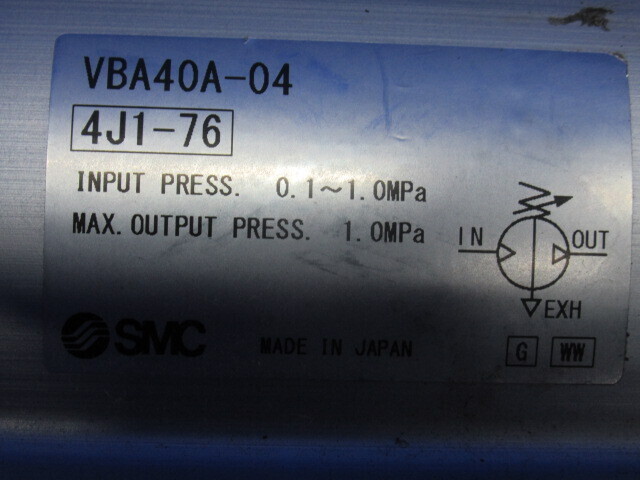 VBA40A-04
4J1-76
INPUT PRESS. 0.1～1.0MPa
MAX. OUTPUT PRESS. 1.0MPa
IN OUT
EXH
SMC MADE IN JAPAN G WW